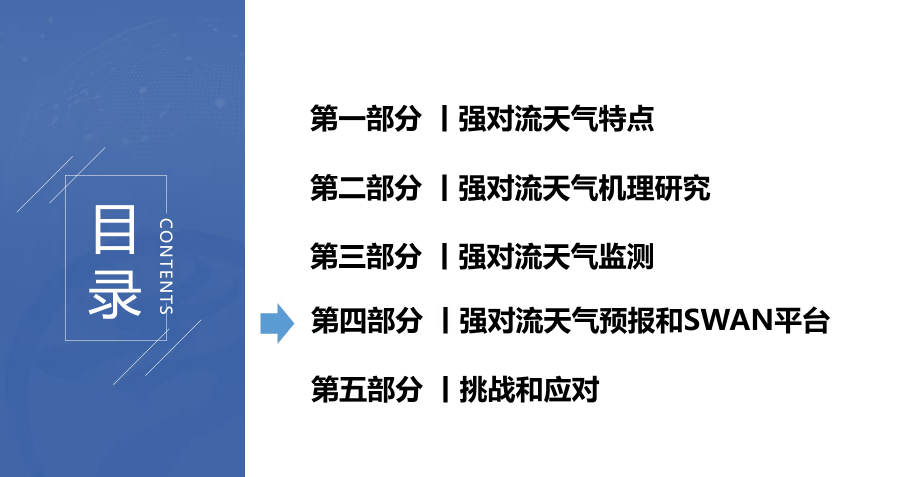 目录
CONTENTS
第一部分 丨强对流天气特点
第二部分 丨强对流天气机理研究
第三部分 丨强对流天气监测
第四部分 丨强对流天气预报和SWAN平台
第五部分 丨挑战和应对